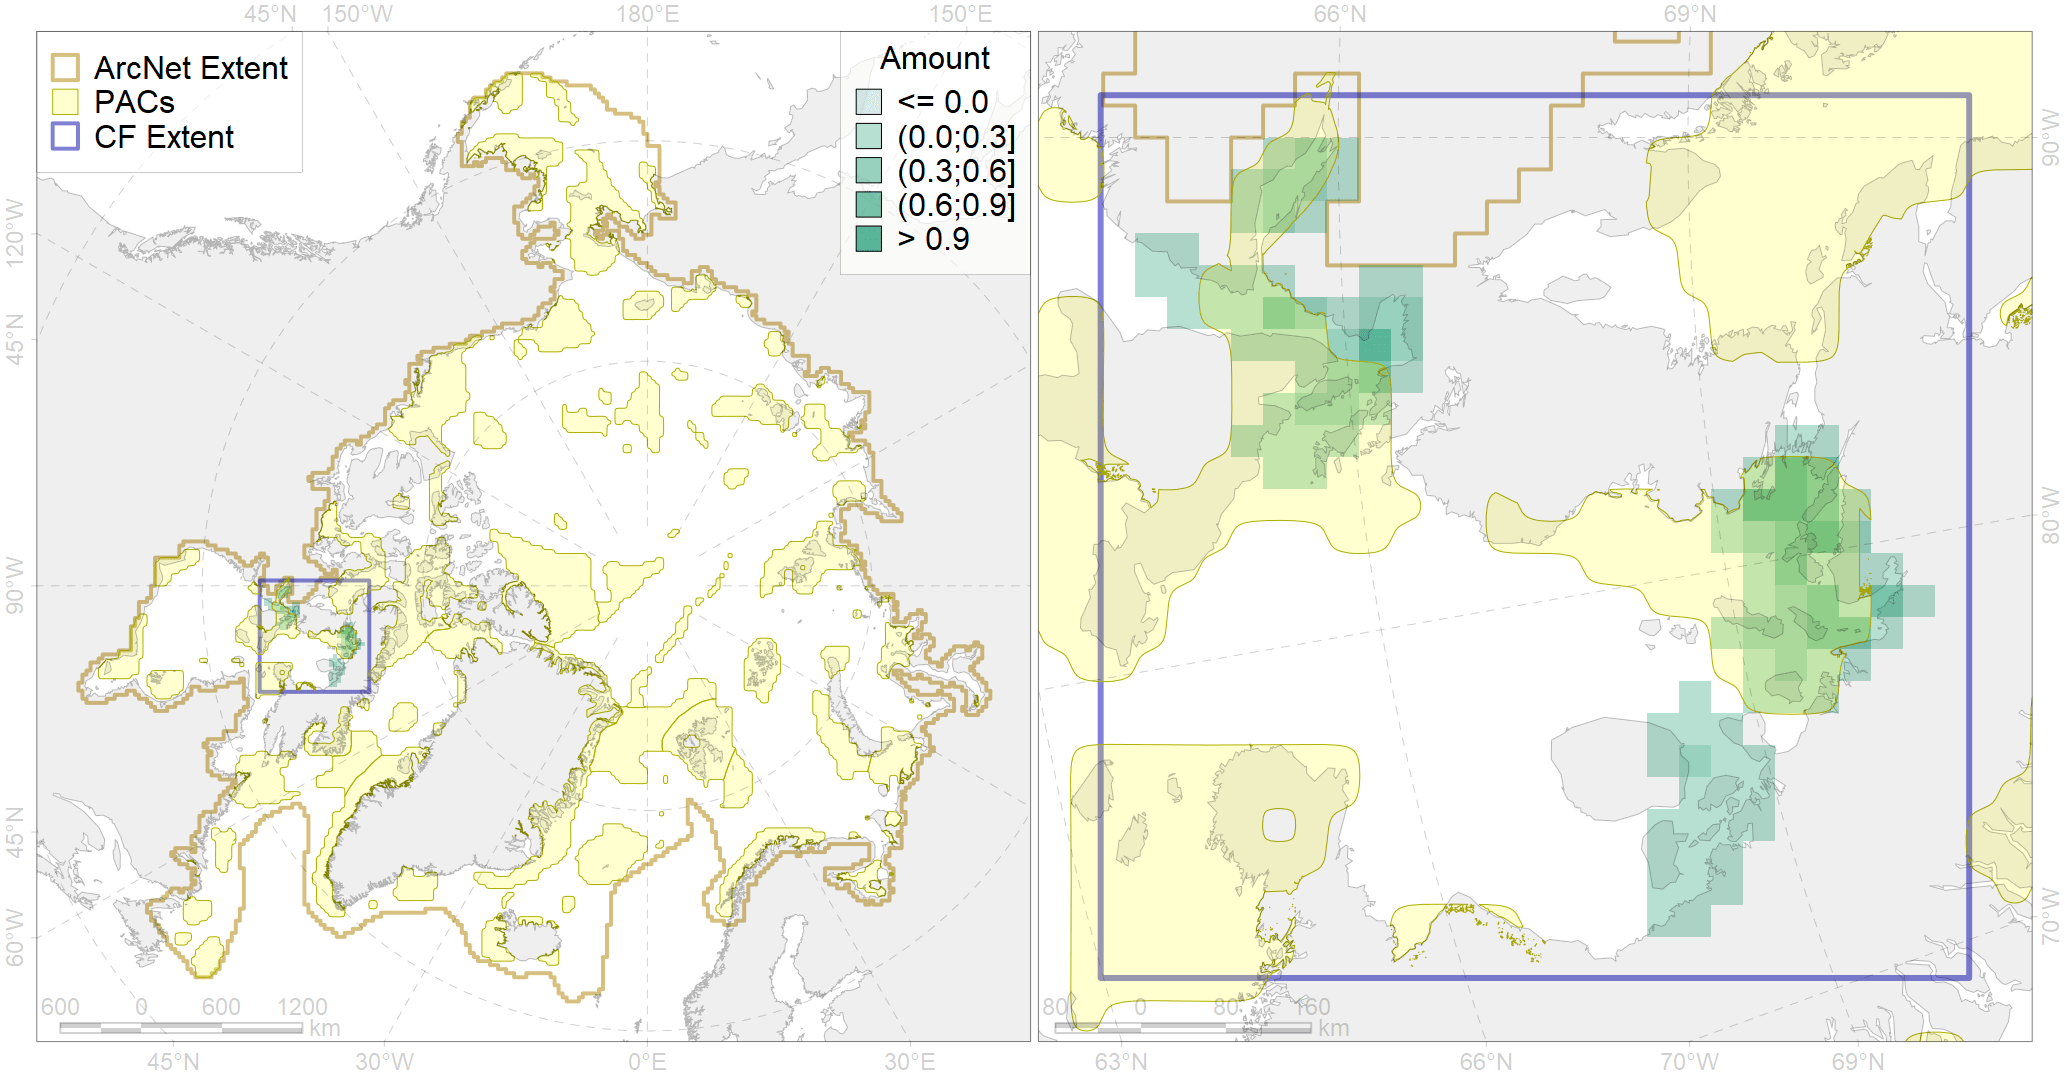 45°N 150°W 180°E 150°E 66°N 69°N
ArcNet Extent
PACs
CF Extent
Amount
<= 0.0
(0.0;0.3]
(0.3;0.6]
(0.6;0.9]
> 0.9
120°W
45°N
90°W
45°N
60°W
90°W
80°W
70°W
600 0 600 1200
km
80 0 80 160
km
45°N 30°W 0°E 30°E 63°N 66°N 70°W 69°N